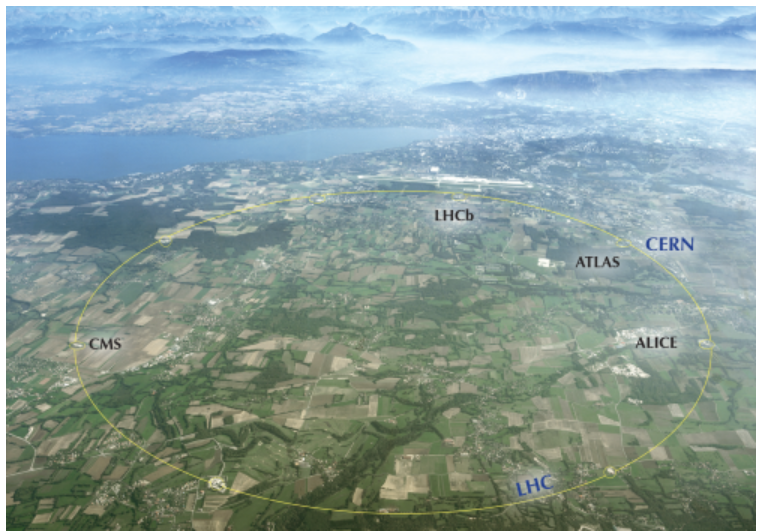 LHCb
CERN
ATLAS
CMS
ALICE
LHC